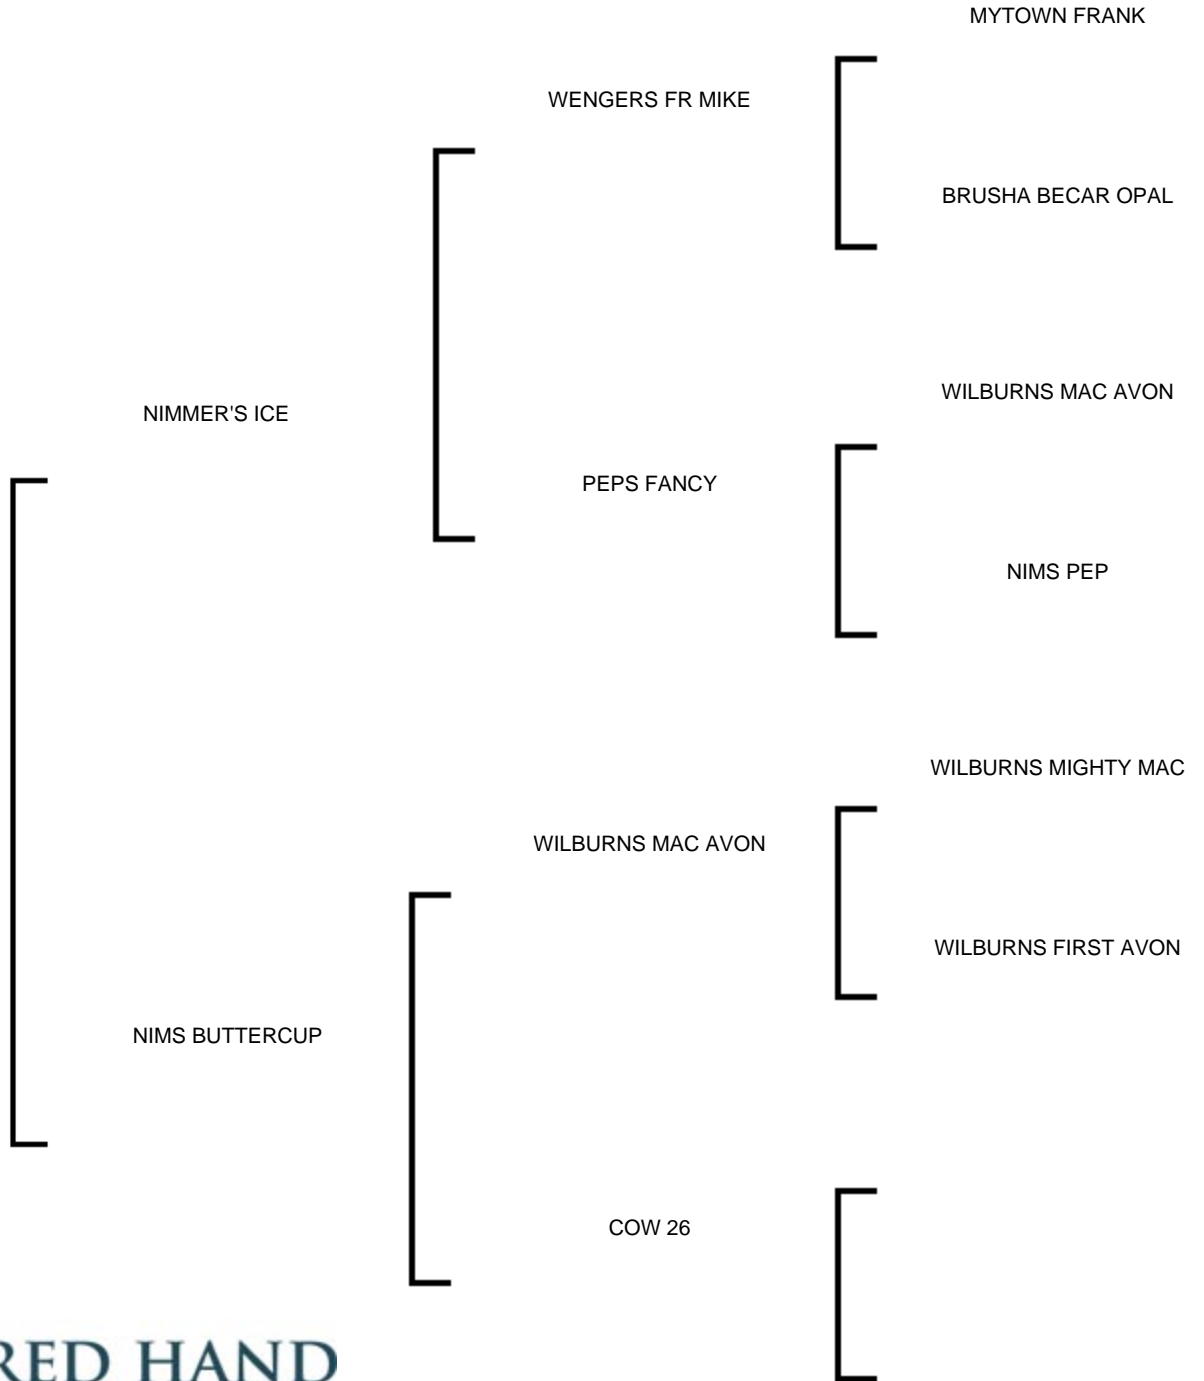 MYTOWN FRANK
WENGERS FR MIKE
BRUSHA BECAR OPAL
WILBURNS MAC AVON
NIMMER'S ICE
PEPS FANCY
NIMS PEP
WILBURNS MIGHTY MAC
WILBURNS MAC AVON
WILBURNS FIRST AVON
NIMS BUTTERCUP
COW 26
RED HAND